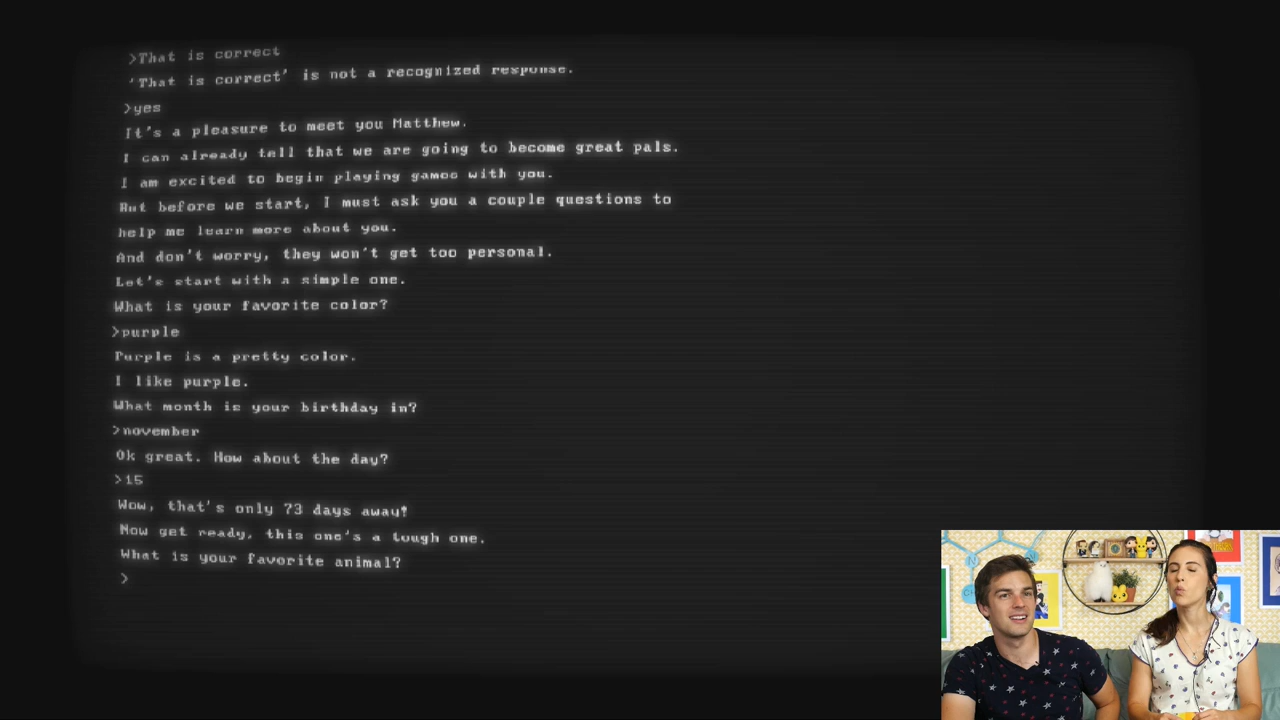 >That is correct
'That is correct' is not a recognized response.
>yes
It's a pleasure to meet you Matthew.
I can already tell that we are going to become great pals.
I am excited to begin playing games with you.
But before we start, I must ask you a couple questions to
help me learn more about you.
And don't worry, they won't get too personal.
Let's start with a simple one.
What is your favorite color?
>purple
Purple is a pretty color.
I like purple.
What month is your birthday in?
>november
Ok great. How about the day?
>15
Wow, that's only 73 days away!
Now get ready, this one's a tough one.
What is your favorite animal?
>